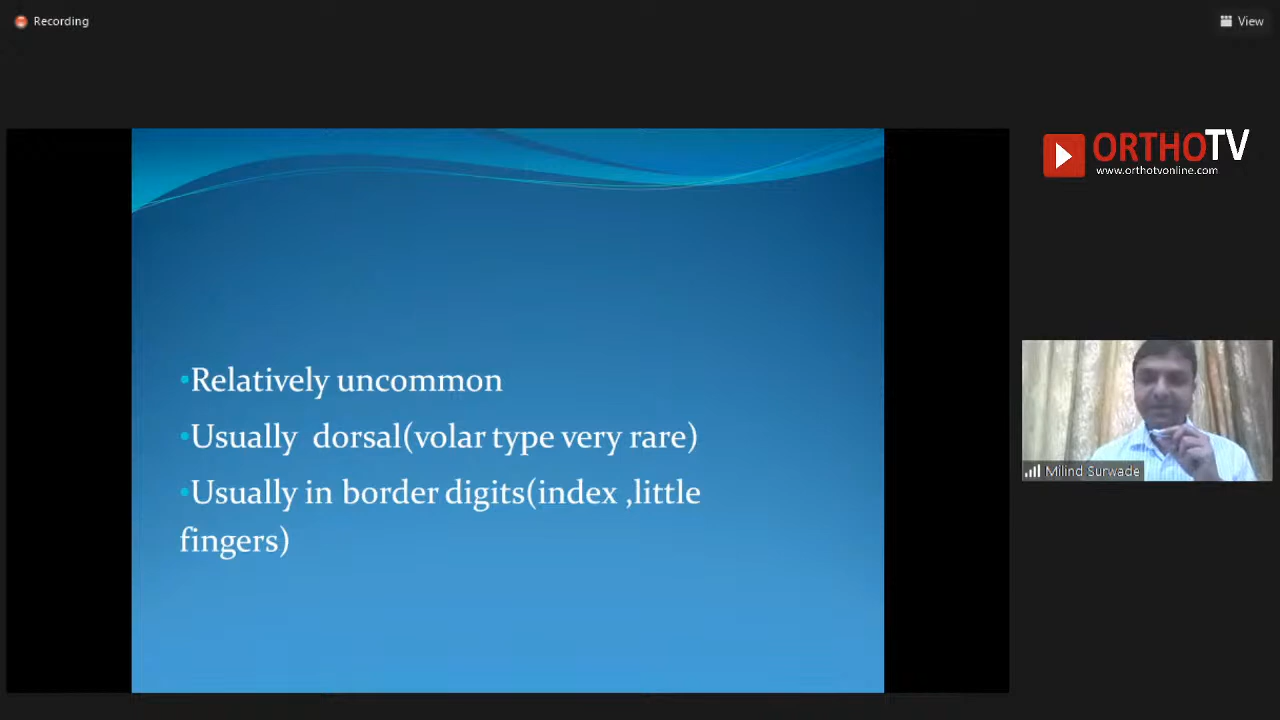 Recording
View
ORTHOTV
www.orthotvonline.com
•Relatively uncommon
•Usually dorsal(volar type very rare)
•Usually in border digits(index ,little
fingers)
Milind Surwade